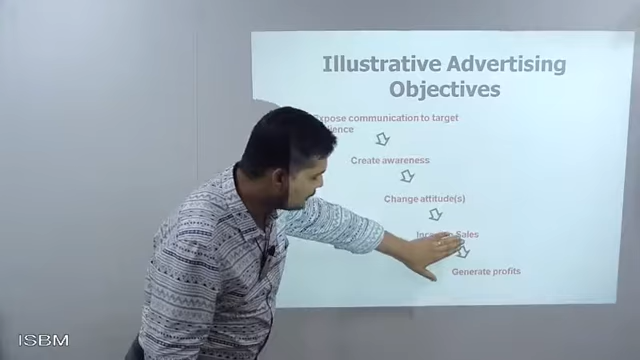 Illustrative Advertising
Objectives
communication to target
Create awareness
Change attitude(s)
Sales
Generate profits
ISBM